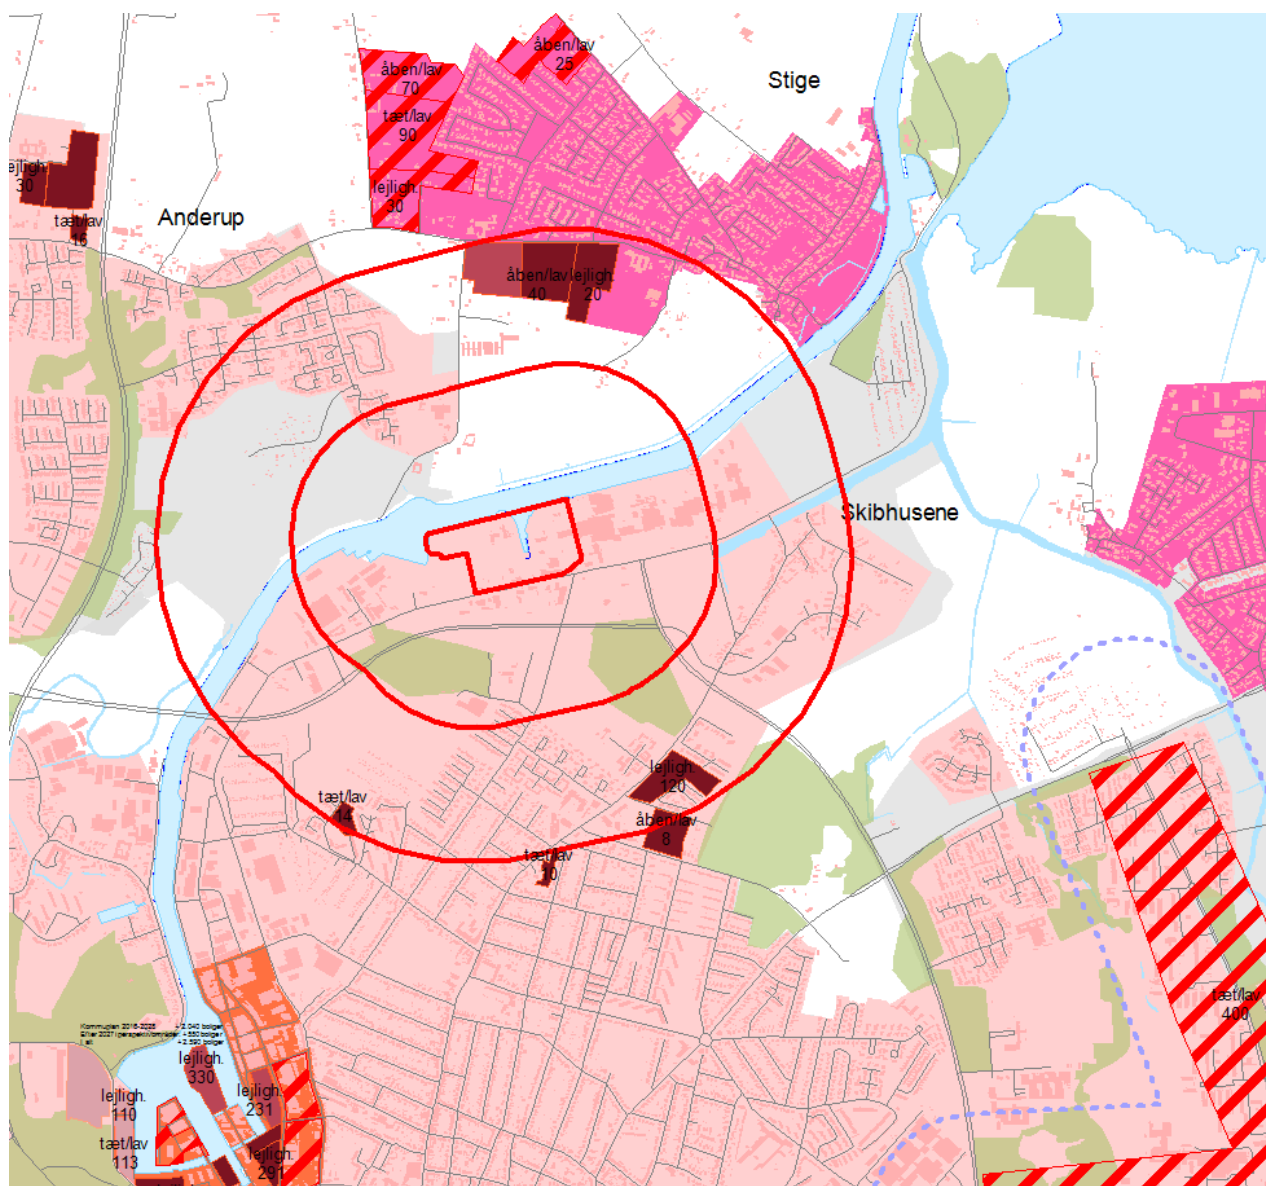 åben/lav
25
åben/lav
70
Stige
tæt/lav
90
ejligh.
30
lejligh.
30
tæt/lav
16
Anderup
åben/lav
40
lejligh.
20
Skibhusene
lejligh.
120
tæt/lav
14
åben/lav
8
tæt/lav
10
tæt/lav
400
lejligh.
330
lejligh.
110
lejligh.
231
tæt/lav
113
lejligh.
291